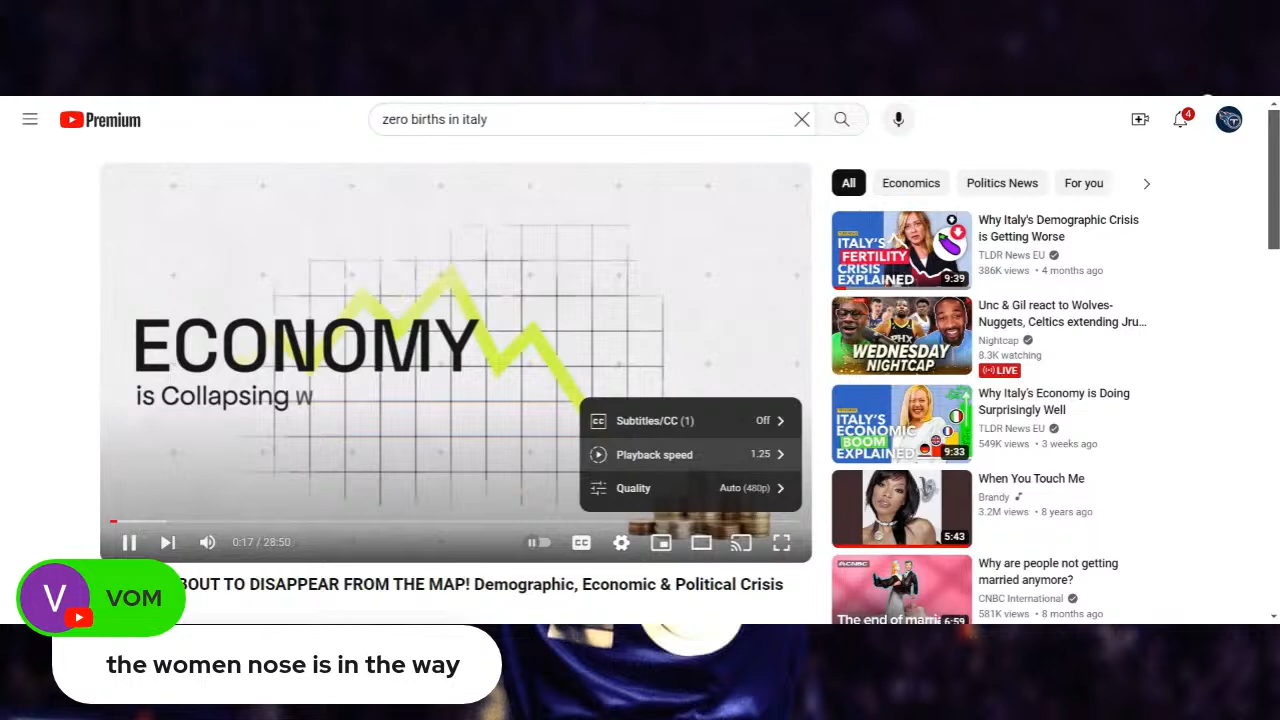 Premium
zero births in italy
4
ECONOMY
is Collapsing w
Subtitles/CC (1) Off
Playback speed 1.25
Quality Auto (480p)
0:17 / 28:50
CC
BOUT TO DISAPPEAR FROM THE MAP! Demographic, Economic & Political Crisis
All
Economics
Politics News
For you
ITALY'S
FERTILITY
CRISIS
EXPLAINED
9:39
Why Italy's Demographic Crisis
is Getting Worse
TLDR News EU
386K views • 4 months ago
WEDNESDAY
NIGHTCAP
Unc & Gil react to Wolves-
Nuggets, Celtics extending Jru...
Nightcap
8.3K watching
LIVE
ITALY'S
ECONOMIC
BOOM
EXPLAINED
9:33
Why Italy's Economy is Doing
Surprisingly Well
TLDR News EU
549K views • 3 weeks ago
5:43
When You Touch Me
Brandy
3.2M views • 8 years ago
CNBC
The end of marri
6:59
Why are people not getting
married anymore?
CNBC International
581K views • 8 months ago
V
VOM
the women nose is in the way